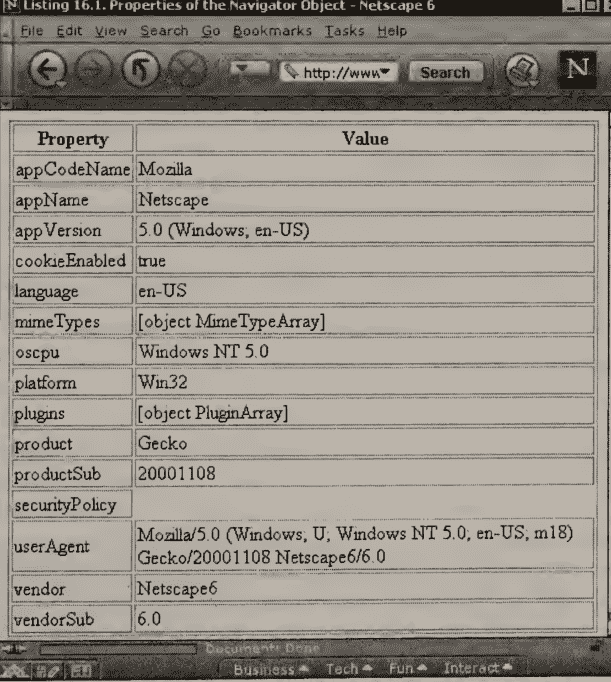 Listing 16.1. Properties of the Navigator Object - Netscape 6
File Edit View Search Go Bookmarks Tasks Help
http://www Search N
Property Value
appCodeName Mozilla
appName Netscape
appVersion 5.0 (Windows; en-US)
cookieEnabled true
language en-US
mimeTypes [object MimeTypeArray]
oscpu Windows NT 5.0
platform Win32
plugins [object PluginArray]
product Gecko
productSub 20001108
securityPolicy
userAgent Mozilla/5.0 (Windows; U; Windows NT 5.0; en-US; m18)
Gecko/20001108 Netscape6/6.0
vendor Netscape6
vendorSub 6.0
Document: Done
Business Tech Fun Interact